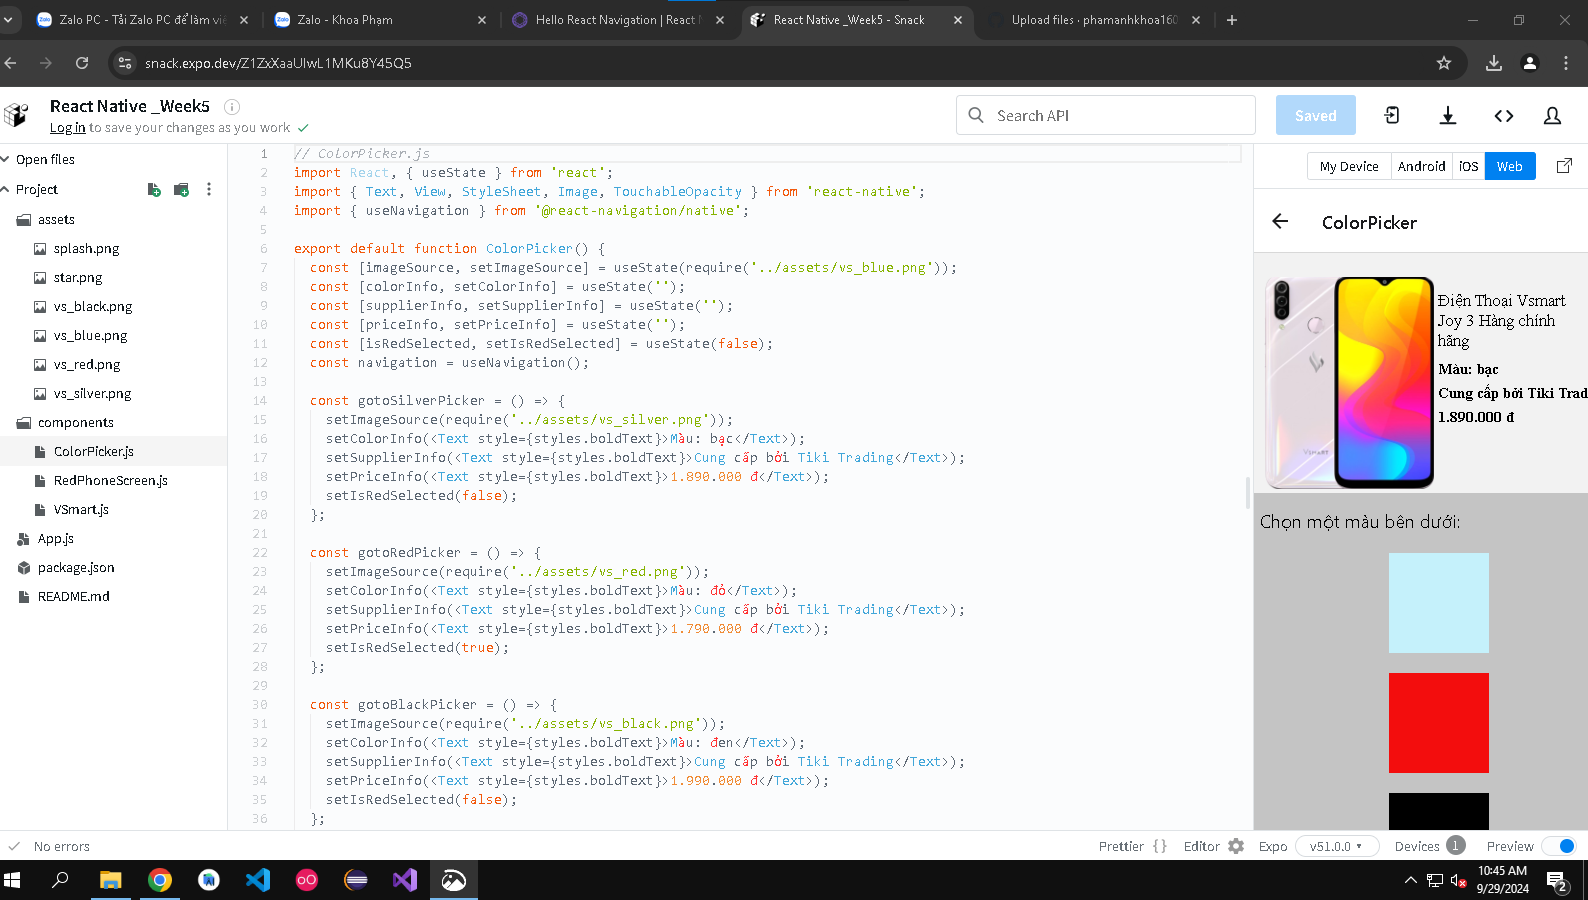 Zalo PC - Tải Zalo PC để làm việ
Zalo - Khoa Phạm
Hello React Navigation | React N
React Native _Week5 - Snack
Upload files · phamanhkhoa160
snack.expo.dev/Z1ZxXaaUIwL1MKu8Y45Q5
React Native _Week5
Log in to save your changes as you work
Search API
Saved
Open files
Project
assets
splash.png
star.png
vs_black.png
vs_blue.png
vs_red.png
vs_silver.png
components
ColorPicker.js
RedPhoneScreen.js
VSmart.js
App.js
package.json
README.md
1 // ColorPicker.js
2 import React, { useState } from 'react';
3 import { Text, View, StyleSheet, Image, TouchableOpacity } from 'react-native';
4 import { useNavigation } from '@react-navigation/native';
5
6 export default function ColorPicker() {
7 const [imageSource, setImageSource] = useState(require('../assets/vs_blue.png'));
8 const [colorInfo, setColorInfo] = useState('');
9 const [supplierInfo, setSupplierInfo] = useState('');
10 const [priceInfo, setPriceInfo] = useState('');
11 const [isRedSelected, setIsRedSelected] = useState(false);
12 const navigation = useNavigation();
13
14 const gotoSilverPicker = () => {
15 setImageSource(require('../assets/vs_silver.png'));
16 setColorInfo(<Text style={styles.boldText}>Màu: bạc</Text>);
17 setSupplierInfo(<Text style={styles.boldText}>Cung cấp bởi Tiki Trading</Text>);
18 setPriceInfo(<Text style={styles.boldText}>1.890.000 đ</Text>);
19 setIsRedSelected(false);
20 };
21
22 const gotoRedPicker = () => {
23 setImageSource(require('../assets/vs_red.png'));
24 setColorInfo(<Text style={styles.boldText}>Màu: đỏ</Text>);
25 setSupplierInfo(<Text style={styles.boldText}>Cung cấp bởi Tiki Trading</Text>);
26 setPriceInfo(<Text style={styles.boldText}>1.790.000 đ</Text>);
27 setIsRedSelected(true);
28 };
29
30 const gotoBlackPicker = () => {
31 setImageSource(require('../assets/vs_black.png'));
32 setColorInfo(<Text style={styles.boldText}>Màu: đen</Text>);
33 setSupplierInfo(<Text style={styles.boldText}>Cung cấp bởi Tiki Trading</Text>);
34 setPriceInfo(<Text style={styles.boldText}>1.990.000 đ</Text>);
35 setIsRedSelected(false);
36 };
My Device Android iOS Web
ColorPicker
Điện Thoại Vsmart
Joy 3 Hàng chính
hãng
Màu: bạc
Cung cấp bởi Tiki Trad
1.890.000 đ
VSMART
Chọn một màu bên dưới:
No errors
Prettier { } Editor Expo v51.0.0 Devices 1 Preview
10:45 AM
9/29/2024
2